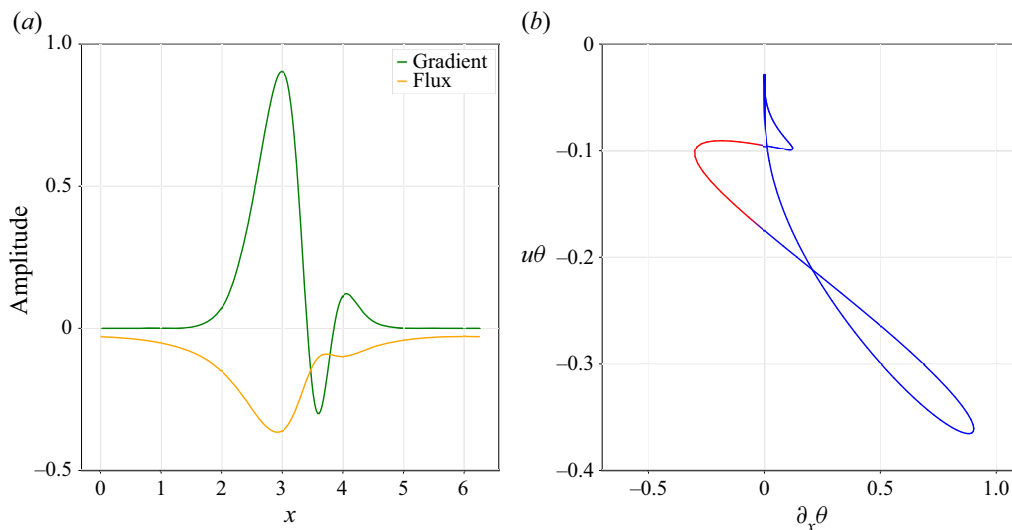 (a)
1.0
0.5
0
–0.5
Amplitude
Gradient
Flux
0 1 2 3 4 5 6
x
(b)
0
–0.1
–0.2
–0.3
–0.4
uθ
–0.5 0 0.5 1.0
∂xθ